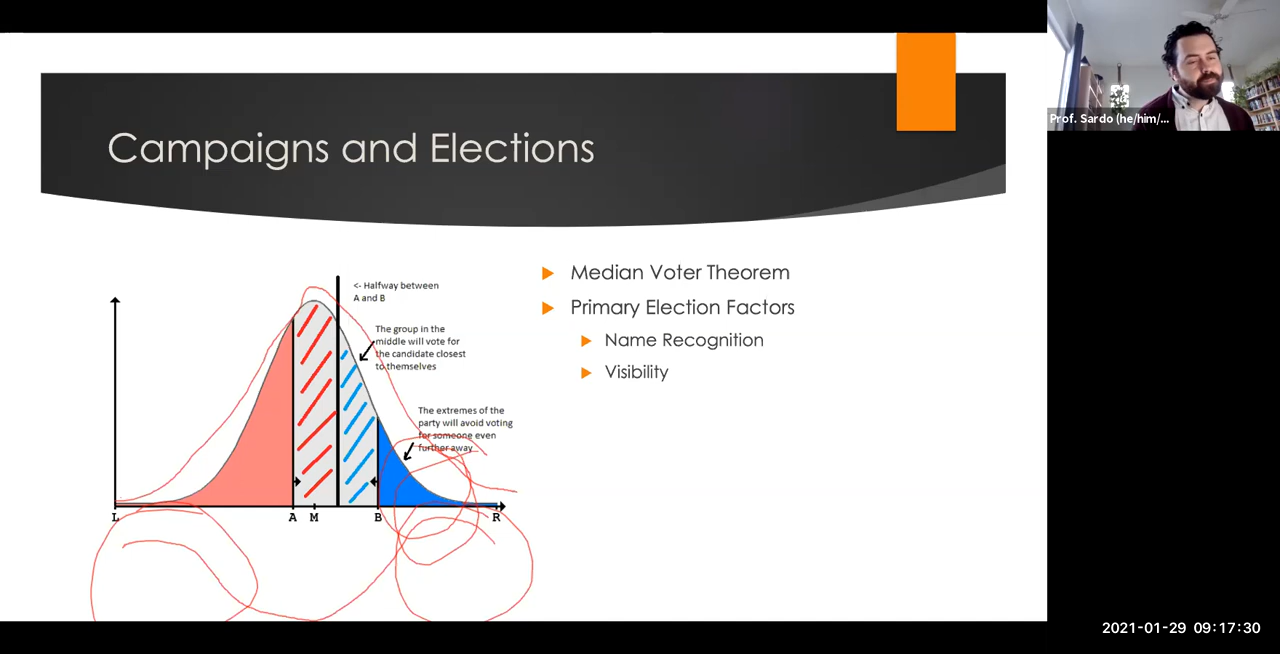 Prof. Sardo (he/him/...
Campaigns and Elections
<- Halfway between
A and B
The group in the
middle will vote for
the candidate closest
to themselves
The extremes of the
party will avoid voting
for someone even
further away
L A M B R
Median Voter Theorem
Primary Election Factors
Name Recognition
Visibility
2021-01-29 09:17:30